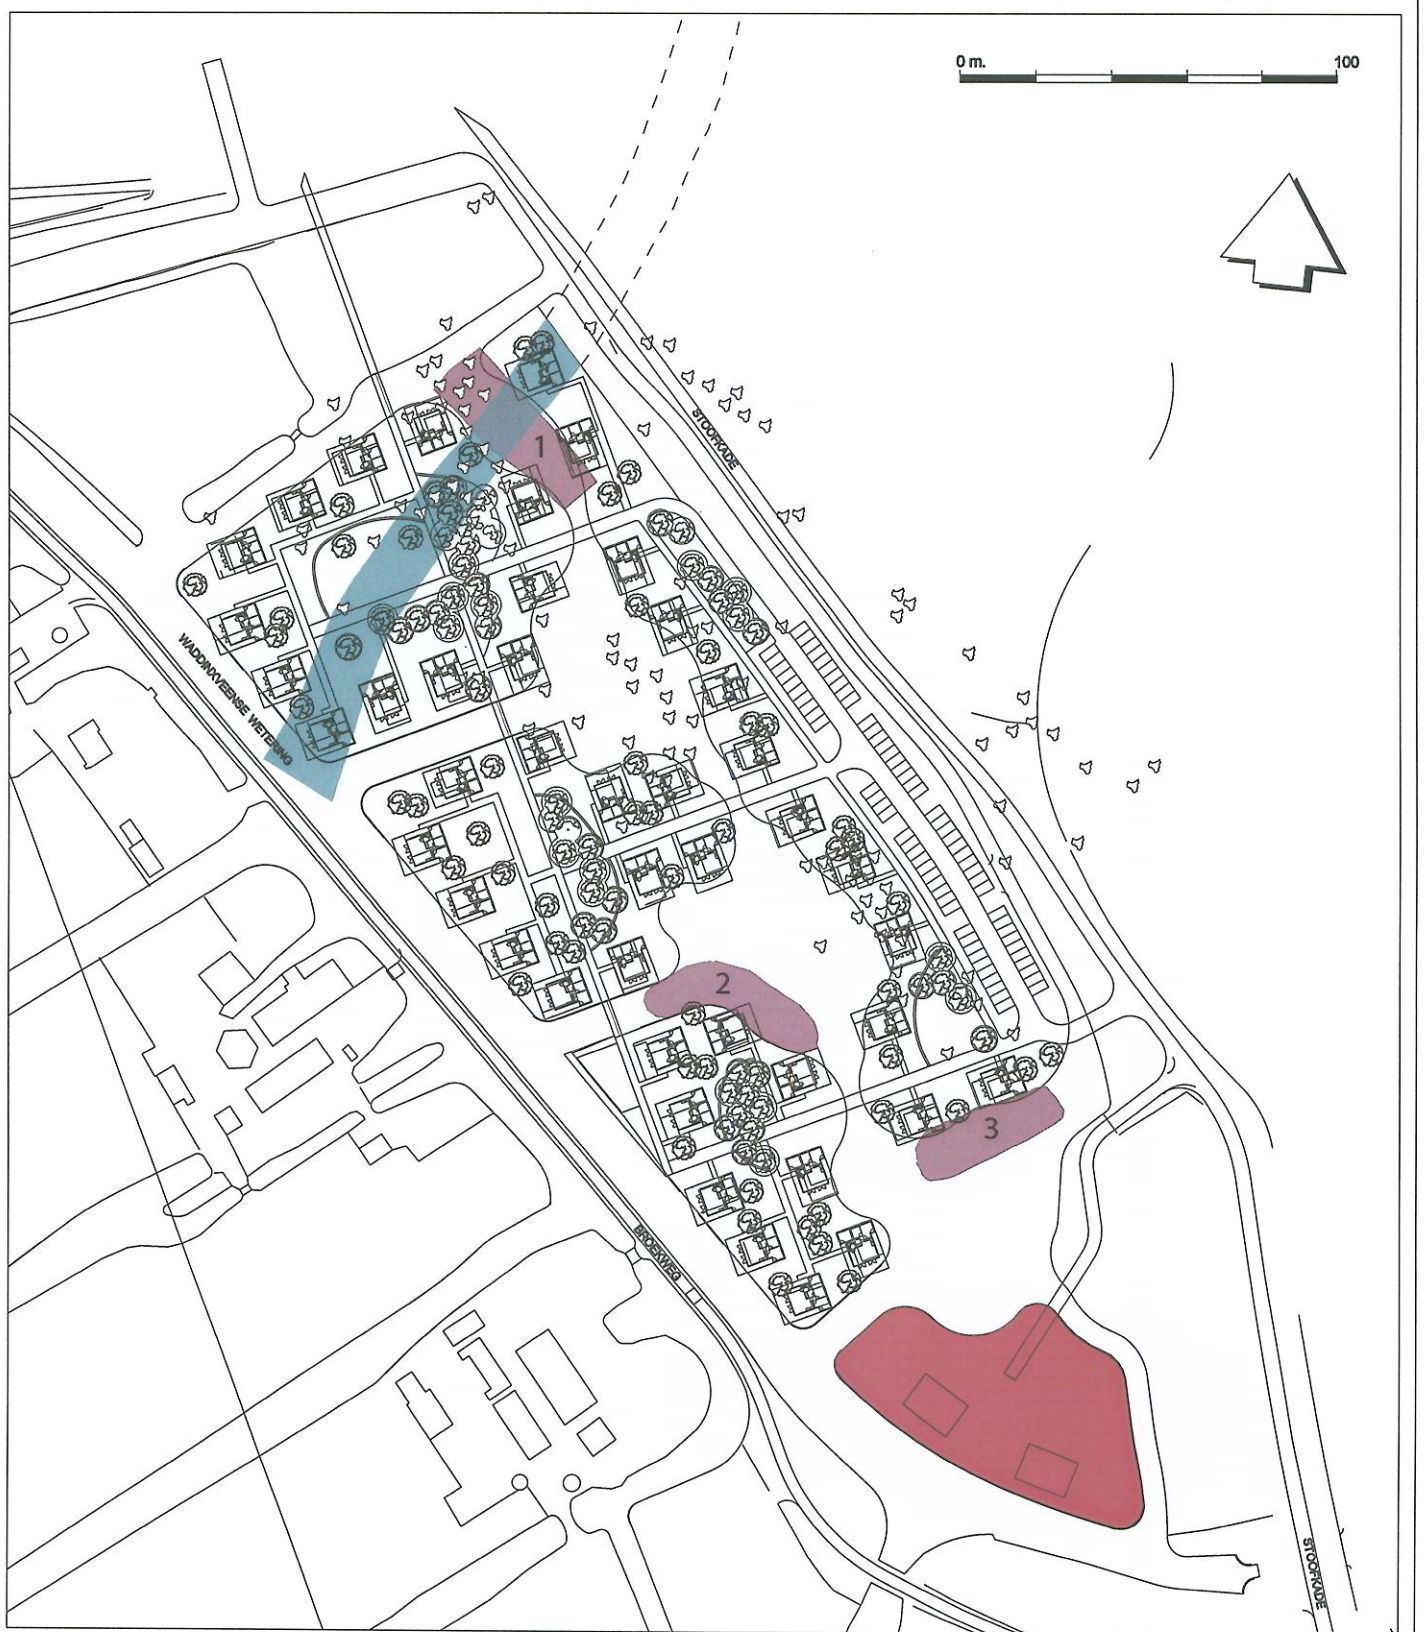 0 m. 100
STOOFKADE
1
WADDINXVEENSE WETERING
2
3
BROEKWEG
STOOFKADE